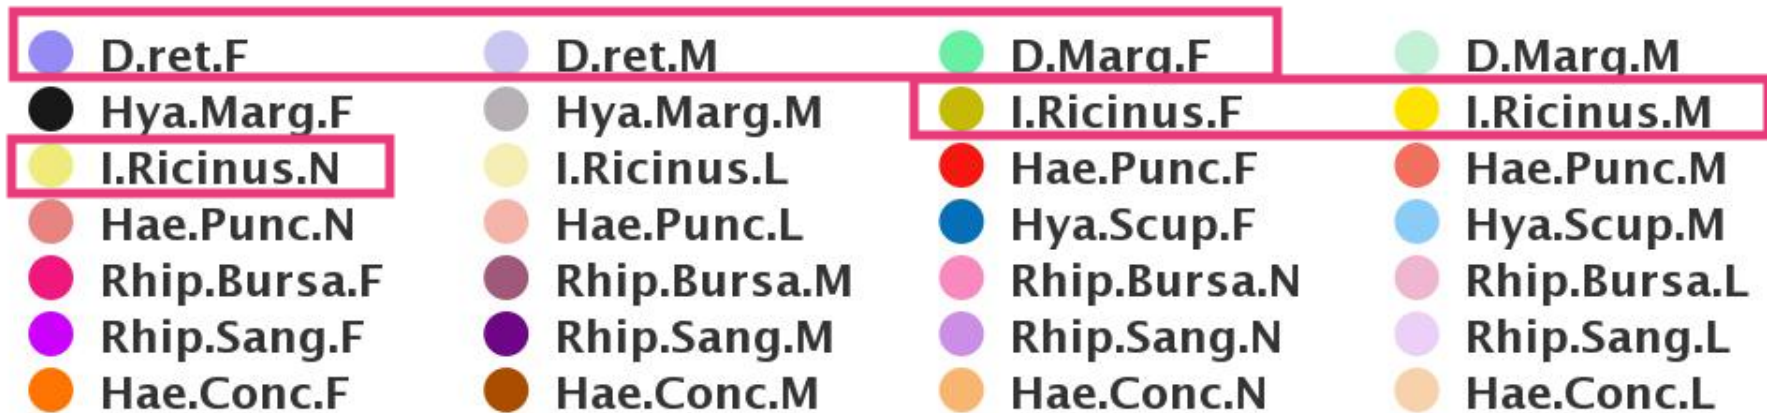 D.ret.F D.ret.M D.Marg.F D.Marg.M
Hya.Marg.F Hya.Marg.M I.Ricinus.F I.Ricinus.M
I.Ricinus.N I.Ricinus.L Hae.Punc.F Hae.Punc.M
Hae.Punc.N Hae.Punc.L Hya.Scup.F Hya.Scup.M
Rhip.Bursa.F Rhip.Bursa.M Rhip.Bursa.N Rhip.Bursa.L
Rhip.Sang.F Rhip.Sang.M Rhip.Sang.N Rhip.Sang.L
Hae.Conc.F Hae.Conc.M Hae.Conc.N Hae.Conc.L